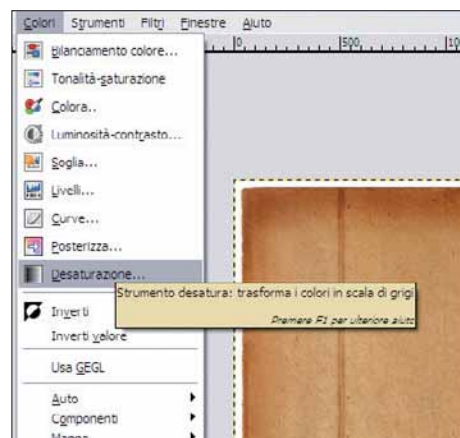 Colori Strumenti Filtri Finestre Aiuto
0 500
Bilanciamento colore...
Tonalità-saturazione
Colora..
Luminosità-contrasto...
Soglia...
Livelli...
Curve...
Posterizza...
Desaturazione...
Strumento desatura: trasforma i colori in scala di grigi
Premere F1 per ulteriore aiuto
Inverti
Inverti valore
Usa GEGL
Auto
Componenti
Mappa